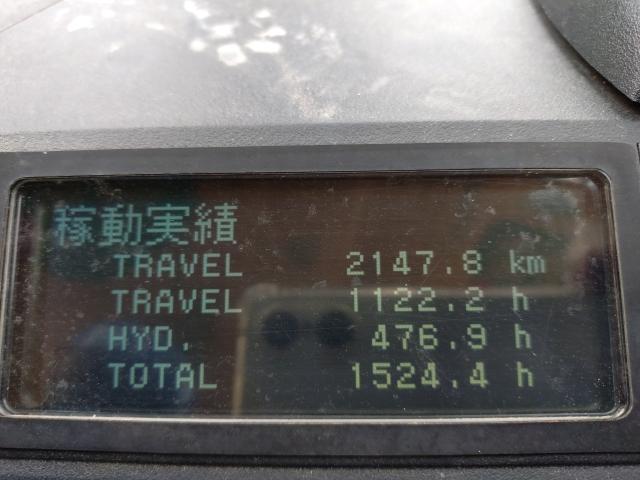 稼動実績
TRAVEL 2147.8 km
TRAVEL 1122.2 h
HYD. 476.9 h
TOTAL 1524.4 h